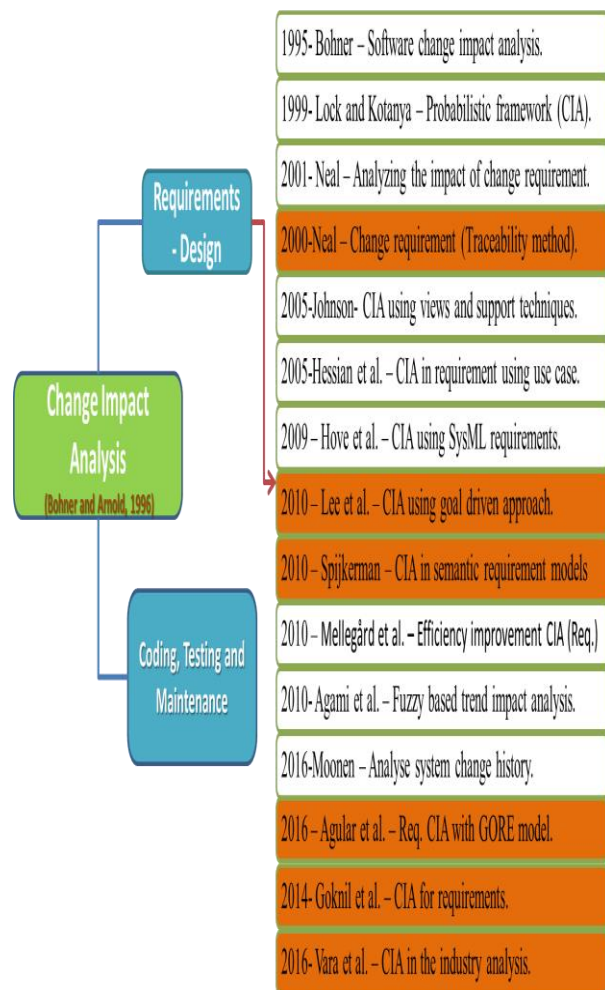 1995- Bohner – Software change impact analysis.
1999- Lock and Kotanya – Probabilistic framework (CIA).
2001- Neal – Analyzing the impact of change requirement.
2000-Neal – Change requirement (Traceability method).
2005-Johnson- CIA using views and support techniques.
2005-Hessian et al. – CIA in requirement using use case.
2009 – Hove et al. – CIA using SysML requirements.
2010 – Lee et al. – CIA using goal driven approach.
2010 – Spijkerman – CIA in semantic requirement models
2010 – Mellegård et al. – Efficiency improvement CIA (Req.)
2010- Agami et al. – Fuzzy based trend impact analysis.
2016-Moonen – Analyse system change history.
2016 – Agular et al. – Req. CIA with GORE model.
2014- Goknil et al. – CIA for requirements.
2016- Vara et al. – CIA in the industry analysis.
Requirements
- Design
Change Impact
Analysis
(Bohner and Arnold, 1996)
Coding, Testing and
Maintenance